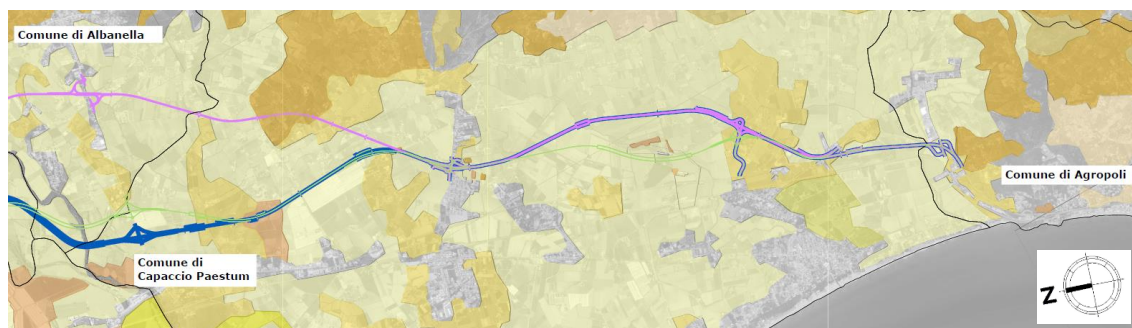 Comune di Albanella
Comune di Agropoli
Comune di
Capaccio Paestum
Z